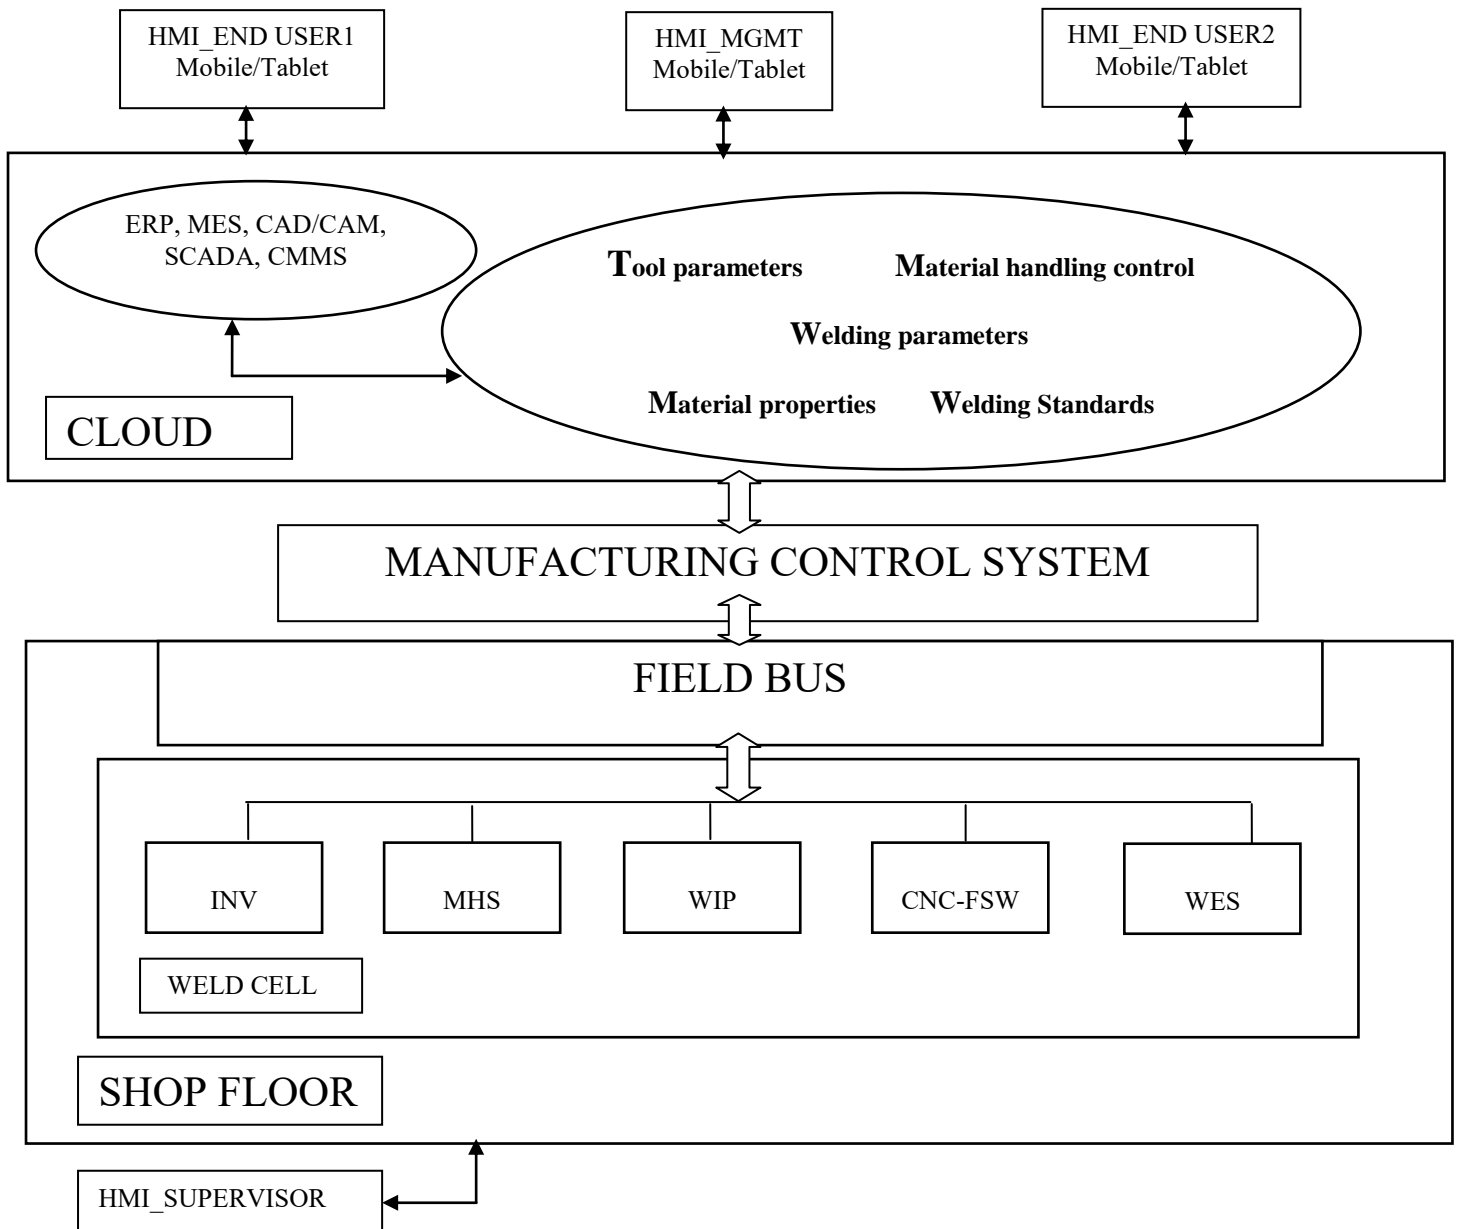 HMI_END USER1
Mobile/Tablet
HMI_MGMT
Mobile/Tablet
HMI_END USER2
Mobile/Tablet
ERP, MES, CAD/CAM,
SCADA, CMMS
Tool parameters
Material handling control
Welding parameters
Material properties
Welding Standards
CLOUD
MANUFACTURING CONTROL SYSTEM
FIELD BUS
INV
MHS
WIP
CNC-FSW
WES
WELD CELL
SHOP FLOOR
HMI_SUPERVISOR